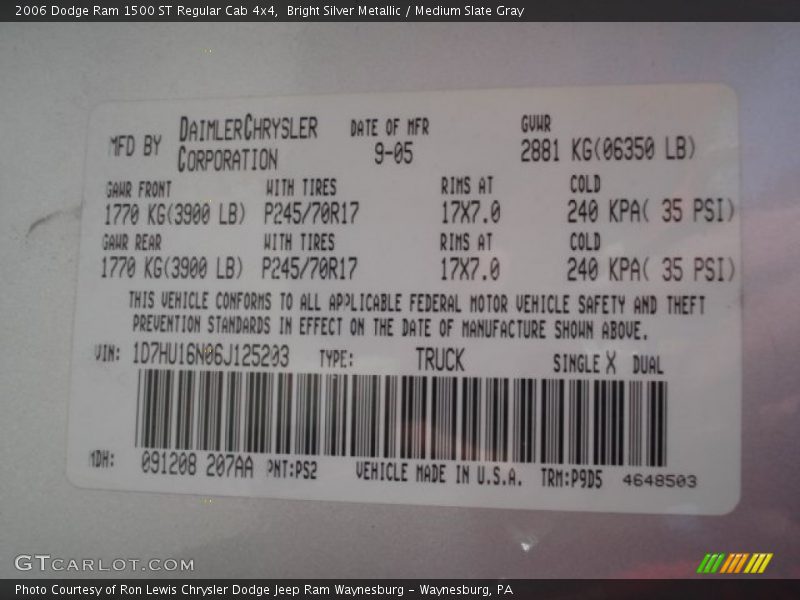 2006 Dodge Ram 1500 ST Regular Cab 4x4,  Bright Silver Metallic / Medium Slate Gray
MFD BY DAIMLERCHRYSLER CORPORATION DATE OF MFR 9-05 GVWR 2881 KG(06350 LB)
GAWR FRONT WITH TIRES RIMS AT COLD
1770 KG(3900 LB) P245/70R17 17X7.0 240 KPA( 35 PSI)
GAWR REAR WITH TIRES RIMS AT COLD
1770 KG(3900 LB) P245/70R17 17X7.0 240 KPA( 35 PSI)
THIS VEHICLE CONFORMS TO ALL APPLICABLE FEDERAL MOTOR VEHICLE SAFETY AND THEFT
PREVENTION STANDARDS IN EFFECT ON THE DATE OF MANUFACTURE SHOWN ABOVE.
VIN: 1D7HU16N06J125203 TYPE: TRUCK SINGLE X DUAL
MDH: 091208 207AA PNT:PS2 VEHICLE MADE IN U.S.A. TRM:P9D5 4648503
GTCARLOT.COM
Photo Courtesy of Ron Lewis Chrysler Dodge Jeep Ram Waynesburg - Waynesburg, PA